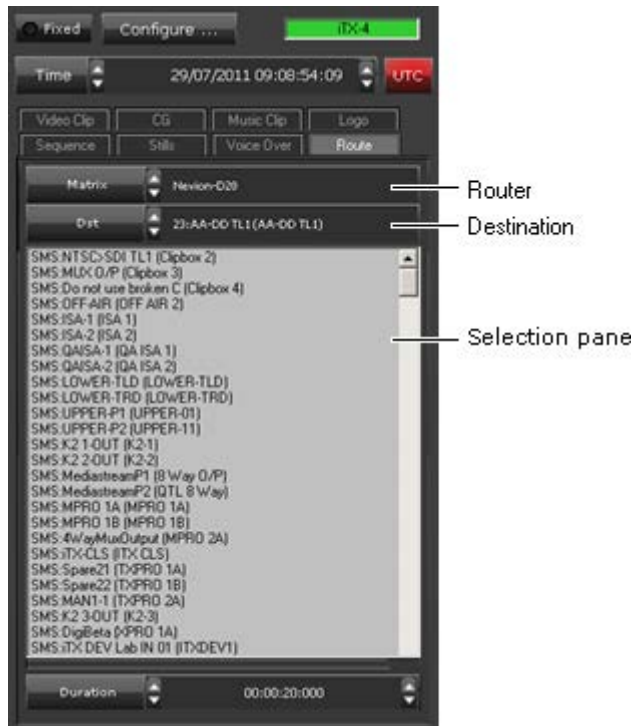 Fixed Configure ... iTX-4
Time 29/07/2011 09:08:54:09 UTC
Video Clip CG Music Clip Logo
Sequence Stills Voice Over Route
Matrix Nevion-D28 Router
Dst 23:AA-DD TL1(AA-DD TL1) Destination
SMS:NTSC>SDI TL1 (Clipbox 2)
SMS:MUX O/P (Clipbox 3)
SMS:Do not use broken C (Clipbox 4)
SMS:OFF-AIR (OFF AIR 2)
SMS:ISA-1 (ISA 1)
SMS:ISA-2 (ISA 2)
Selection pane
SMS:QAISA-1 (QA ISA 1)
SMS:QAISA-2 (QA ISA 2)
SMS:LOWER-TLD (LOWER-TLD)
SMS:LOWER-TRD (LOWER-TRD)
SMS:UPPER-P1 (UPPER-01)
SMS:UPPER-P2 (UPPER-11)
SMS:K2 1-OUT (K2-1)
SMS:K2 2-OUT (K2-2)
SMS:MediastreamP1 (8 Way O/P)
SMS:MediastreamP2 (QTL 8 Way)
SMS:MPRO 1A (MPRO 1A)
SMS:MPRO 1B (MPRO 1B)
SMS:4WayMuxOutput (MPRO 2A)
SMS:iTX-CLS (ITX CLS)
SMS:Spare21 (TXPRO 1A)
SMS:Spare22 (TXPRO 1B)
SMS:MAN1-1 (TXPRO 2A)
SMS:K2 3-OUT (K2-3)
SMS:DigiBeta (XPRO 1A)
SMS:iTX DEV Lab IN 01 (ITXDEV1)
Duration 00:00:20:000